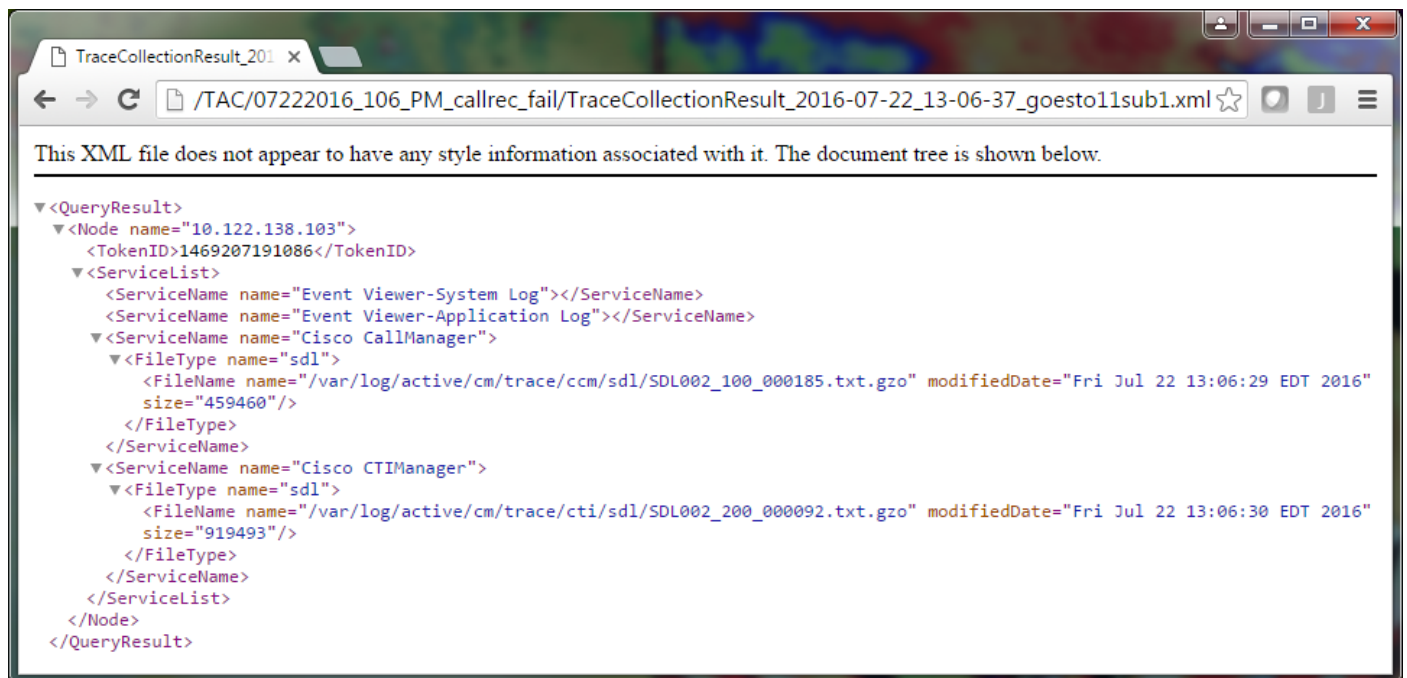 TraceCollectionResult_201
/TAC/07222016_106_PM_callrec_fail/TraceCollectionResult_2016-07-22_13-06-37_goesto11sub1.xml
J
This XML file does not appear to have any style information associated with it. The document tree is shown below.
▼<QueryResult>
▼<Node name="10.122.138.103">
<TokenID>1469207191086</TokenID>
▼<ServiceList>
<ServiceName name="Event Viewer-System Log"></ServiceName>
<ServiceName name="Event Viewer-Application Log"></ServiceName>
▼<ServiceName name="Cisco CallManager">
▼<FileType name="sdl">
<FileName name="/var/log/active/cm/trace/ccm/sdl/SDL002_100_000185.txt.gzo" modifiedDate="Fri Jul 22 13:06:29 EDT 2016"
size="459460"/>
</FileType>
</ServiceName>
▼<ServiceName name="Cisco CTIManager">
▼<FileType name="sdl">
<FileName name="/var/log/active/cm/trace/cti/sdl/SDL002_200_000092.txt.gzo" modifiedDate="Fri Jul 22 13:06:30 EDT 2016"
size="919493"/>
</FileType>
</ServiceName>
</ServiceList>
</Node>
</QueryResult>